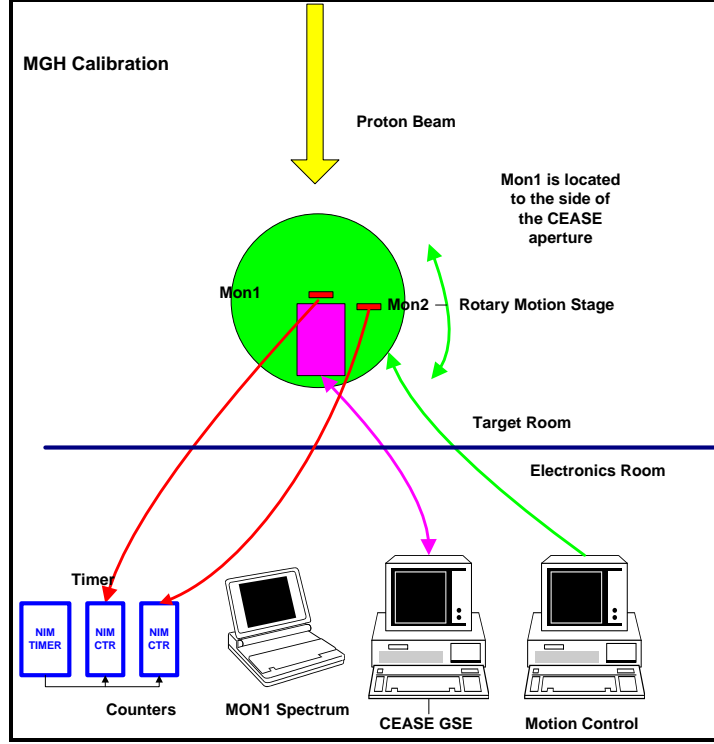 MGH Calibration
Proton Beam
Mon1 is located
to the side of
the CEASE
aperture
Mon1
Mon2
Rotary Motion Stage
Target Room
Electronics Room
Timer
NIM
TIMER
NIM
CTR
NIM
CTR
Counters
MON1 Spectrum
CEASE GSE
Motion Control